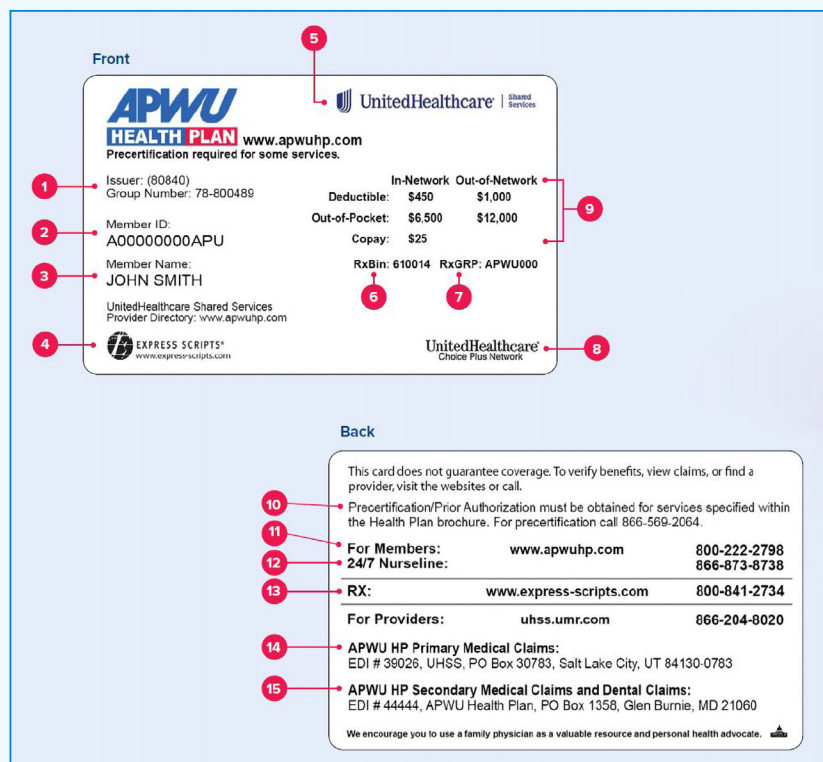 5
Front
APWU
HEALTH PLAN www.apwuhp.com
Precertification required for some services.
UnitedHealthcare® | Shared Services
1
Issuer: (80840)
Group Number: 78-800489
2
Member ID:
A00000000APU
3
Member Name:
JOHN SMITH
In-Network Out-of-Network
Deductible: $450 $1,000
Out-of-Pocket: $6,500 $12,000
Copay: $25
9
RxBin: 610014 RxGRP: APWU000
6 7
UnitedHealthcare Shared Services
Provider Directory: www.apwuhp.com
4
EXPRESS SCRIPTS®
www.express-scripts.com
UnitedHealthcare®
Choice Plus Network
8
Back
This card does not guarantee coverage. To verify benefits, view claims, or find a
provider, visit the websites or call.
10
Precertification/Prior Authorization must be obtained for services specified within
the Health Plan brochure. For precertification call 866-569-2064.
11
For Members: www.apwuhp.com 800-222-2798
12
24/7 Nurseline: 866-873-8738
13
RX: www.express-scripts.com 800-841-2734
For Providers: uhss.umr.com 866-204-8020
14
APWU HP Primary Medical Claims:
EDI # 39026, UHSS, PO Box 30783, Salt Lake City, UT 84130-0783
15
APWU HP Secondary Medical Claims and Dental Claims:
EDI # 44444, APWU Health Plan, PO Box 1358, Glen Burnie, MD 21060
We encourage you to use a family physician as a valuable resource and personal health advocate.